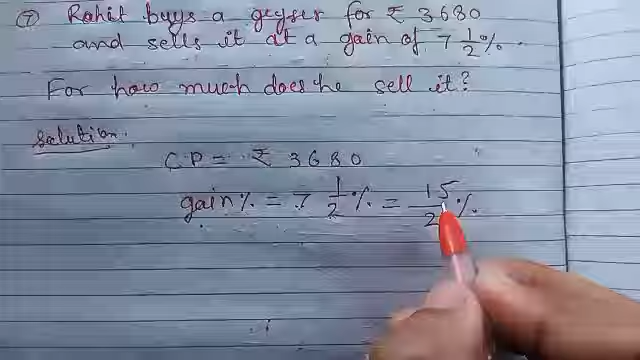 ⑦ Rohit buys a geyser for ₹ 3680
and sells it at a gain of 7 1/2 %.
For how much does he sell it?
Solution.
C.P = ₹ 3680
gain% = 7 1/2 % = 15/2 %.